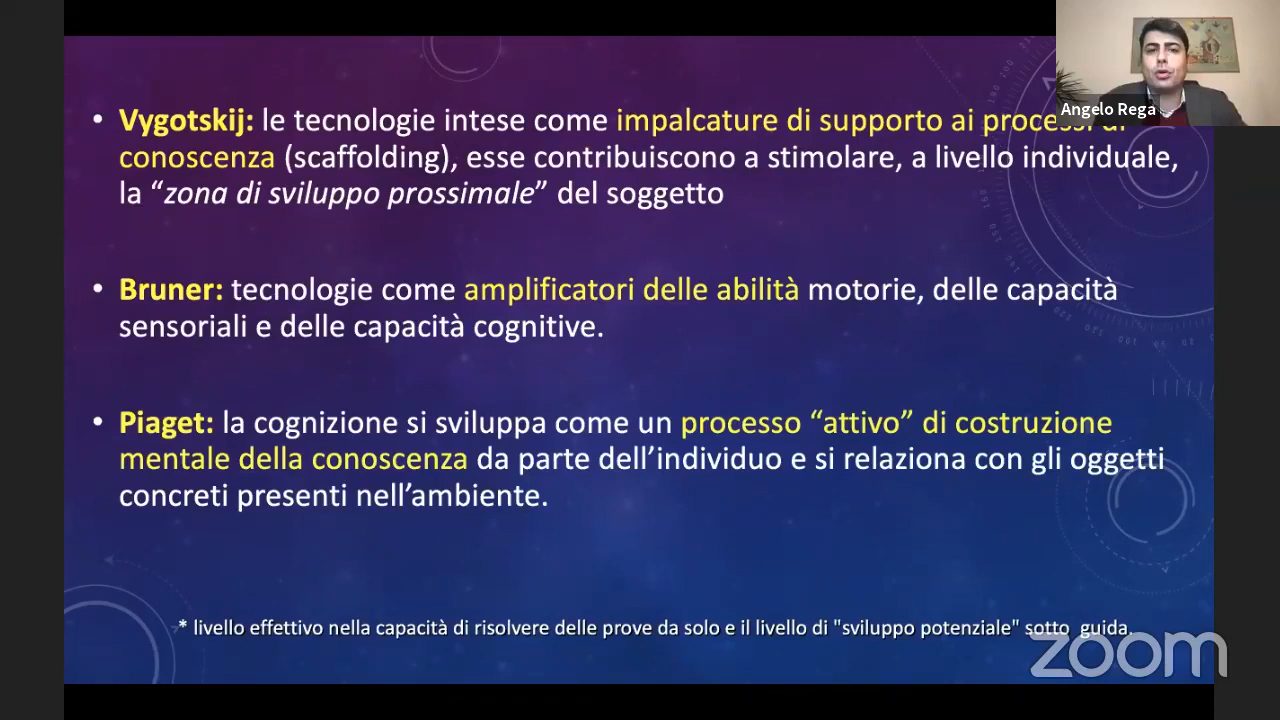 Angelo Rega
• Vygotskij: le tecnologie intese come impalcature di supporto ai processi di
conoscenza (scaffolding), esse contribuiscono a stimolare, a livello individuale,
la “zona di sviluppo prossimale” del soggetto
• Bruner: tecnologie come amplificatori delle abilità motorie, delle capacità
sensoriali e delle capacità cognitive.
• Piaget: la cognizione si sviluppa come un processo “attivo” di costruzione
mentale della conoscenza da parte dell’individuo e si relaziona con gli oggetti
concreti presenti nell’ambiente.
* livello effettivo nella capacità di risolvere delle prove da solo e il livello di "sviluppo potenziale" sotto guida.
zoom